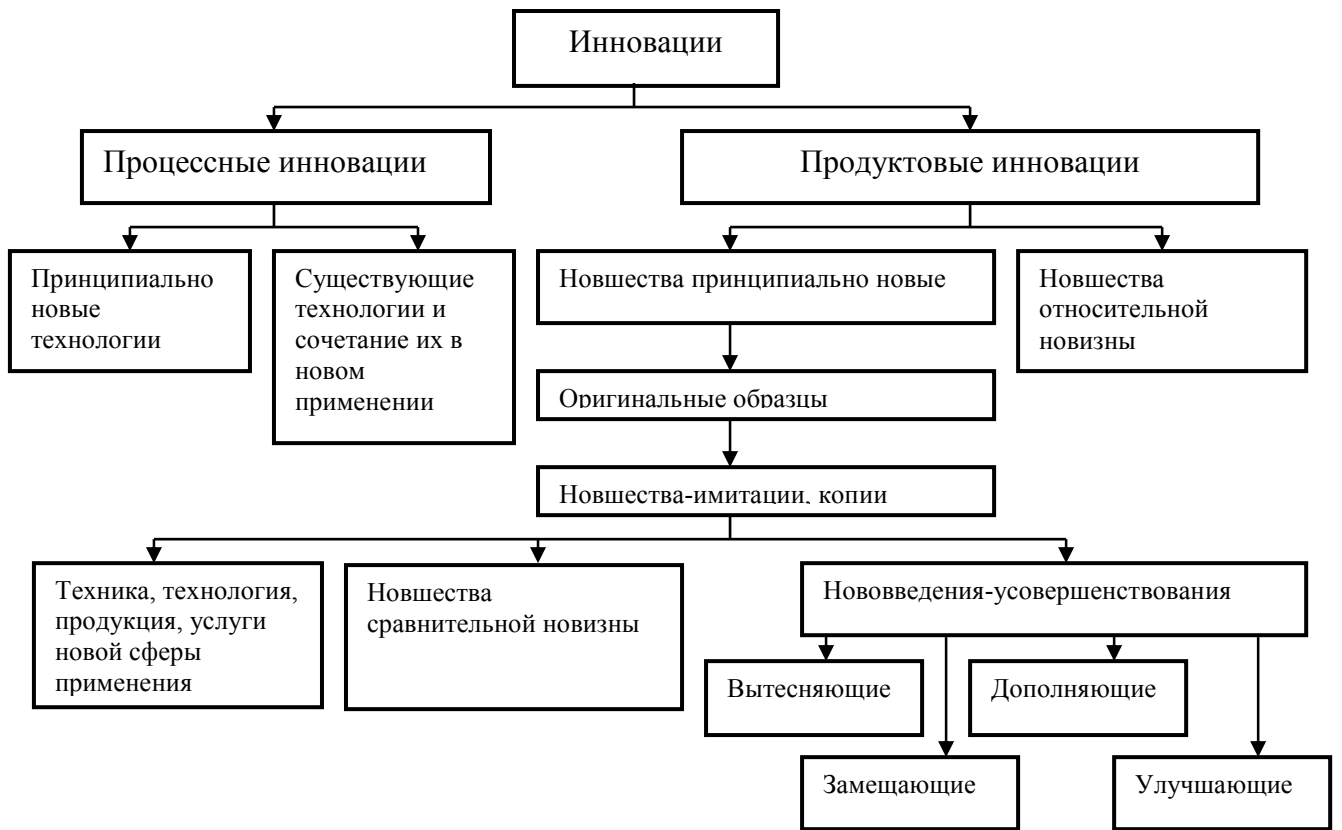 Инновации
Процессные инновации
Продуктовые инновации
Принципиально
новые
технологии
Существующие
технологии и
сочетание их в
новом
применении
Новшества принципиально новые
Новшества
относительной
новизны
Оригинальные образцы
Новшества-имитации, копии
Техника, технология,
продукция, услуги
новой сферы
применения
Новшества
сравнительной новизны
Нововведения-усовершенствования
Вытесняющие
Дополняющие
Замещающие
Улучшающие